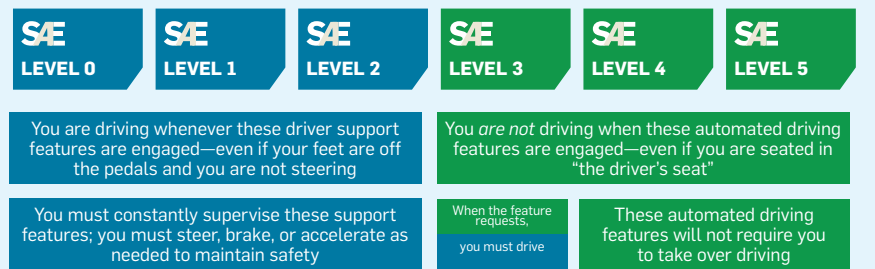 SAE
LEVEL 0
SAE
LEVEL 1
SAE
LEVEL 2
SAE
LEVEL 3
SAE
LEVEL 4
SAE
LEVEL 5
You are driving whenever these driver support
features are engaged—even if your feet are off
the pedals and you are not steering
You are not driving when these automated driving
features are engaged—even if you are seated in
“the driver’s seat”
You must constantly supervise these support
features; you must steer, brake, or accelerate as
needed to maintain safety
When the feature
requests,
you must drive
These automated driving
features will not require you
to take over driving